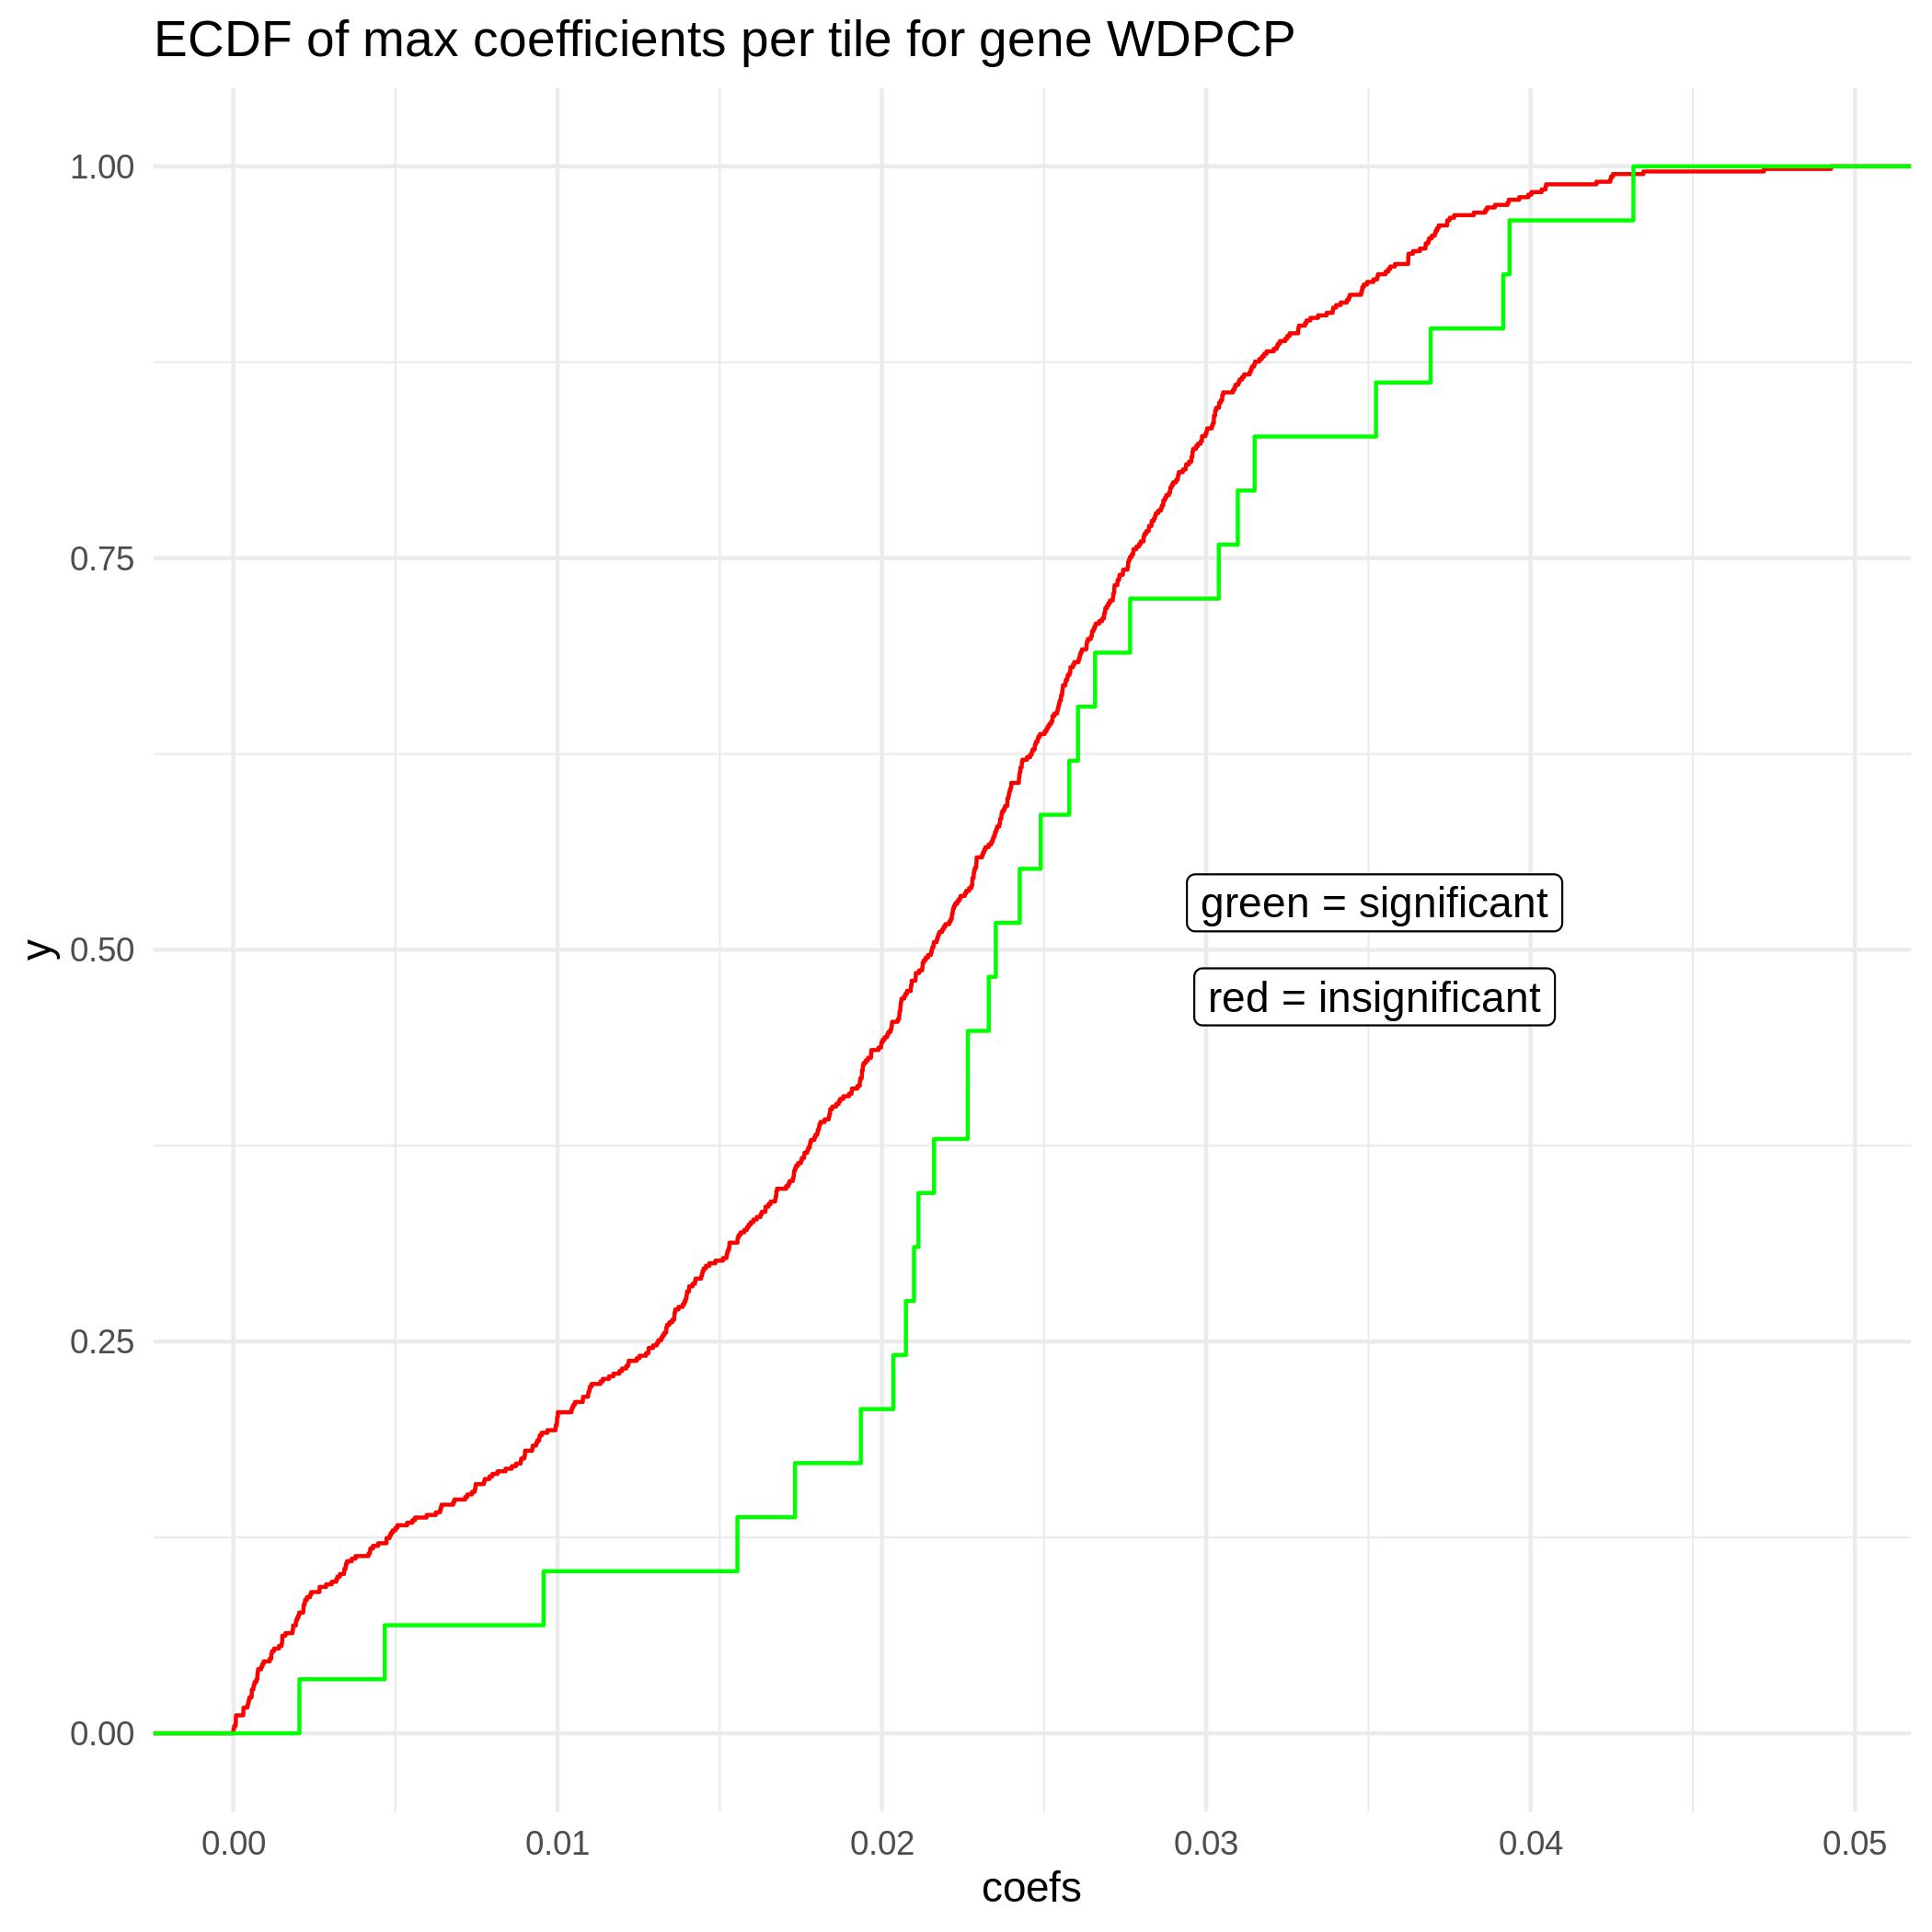 ECDF of max coefficients per tile for gene WDPCP
1.00
0.75
0.50
0.25
0.00
y
green = significant
red = insignificant
0.00 0.01 0.02 0.03 0.04 0.05
coefs